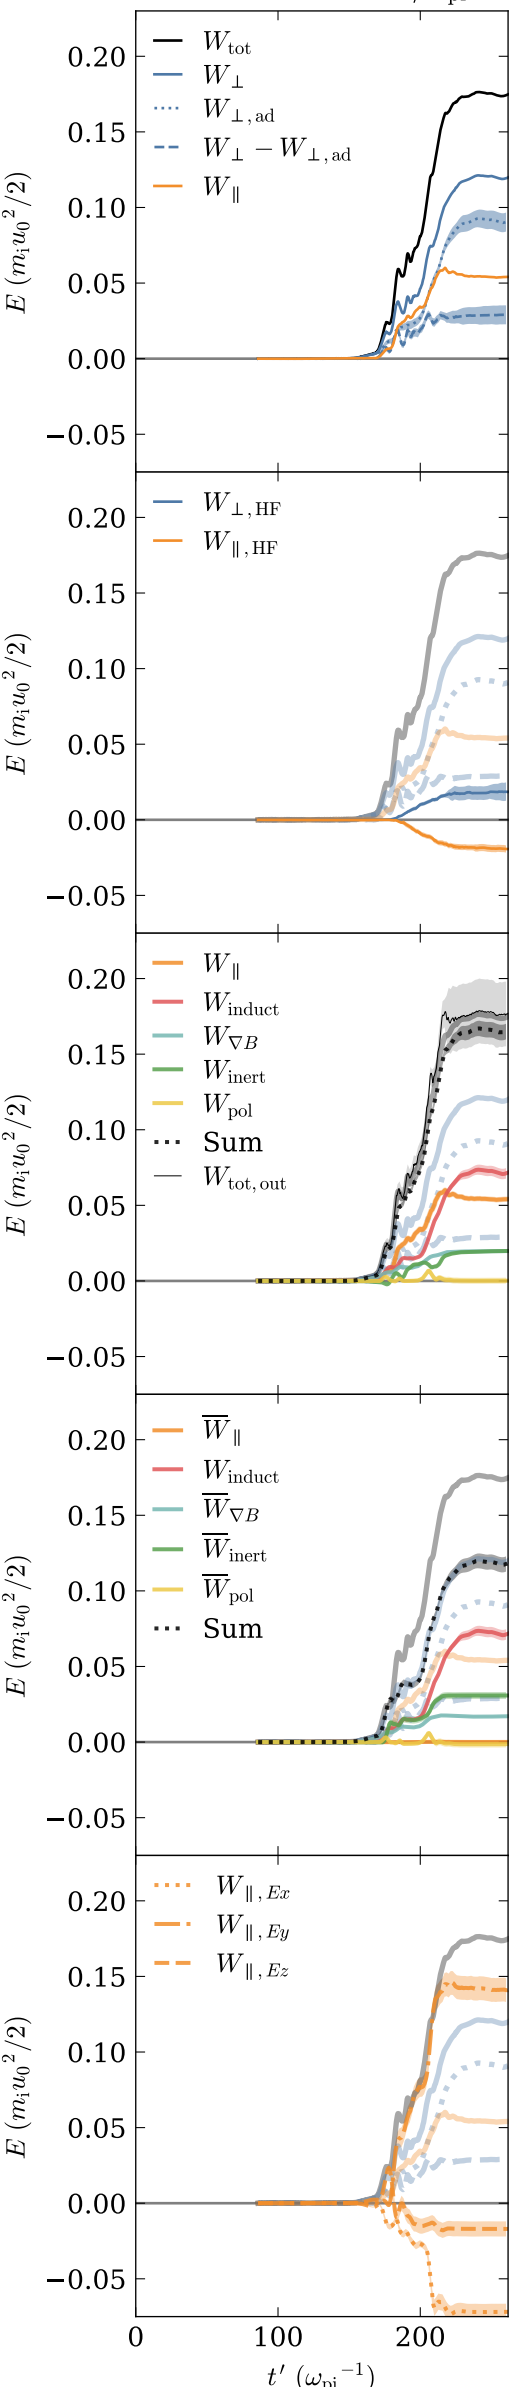 0.20
0.15
0.10
0.05
0.00
−0.05
E (m_i u_0^2/2)
W_tot
W_⊥
W_⊥,ad
W_⊥ − W_⊥,ad
W_∥
0.20
0.15
0.10
0.05
0.00
−0.05
E (m_i u_0^2/2)
W_⊥,HF
W_∥,HF
0.20
0.15
0.10
0.05
0.00
−0.05
E (m_i u_0^2/2)
W_∥
W_induct
W_∇B
W_inert
W_pol
Sum
W_tot,out
0.20
0.15
0.10
0.05
0.00
−0.05
E (m_i u_0^2/2)
W̅_∥
W_induct
W̅_∇B
W̅_inert
W̅_pol
Sum
0.20
0.15
0.10
0.05
0.00
−0.05
E (m_i u_0^2/2)
W_∥,Ex
W_∥,Ey
W_∥,Ez
0 100 200
t′ (ω_pi^−1)